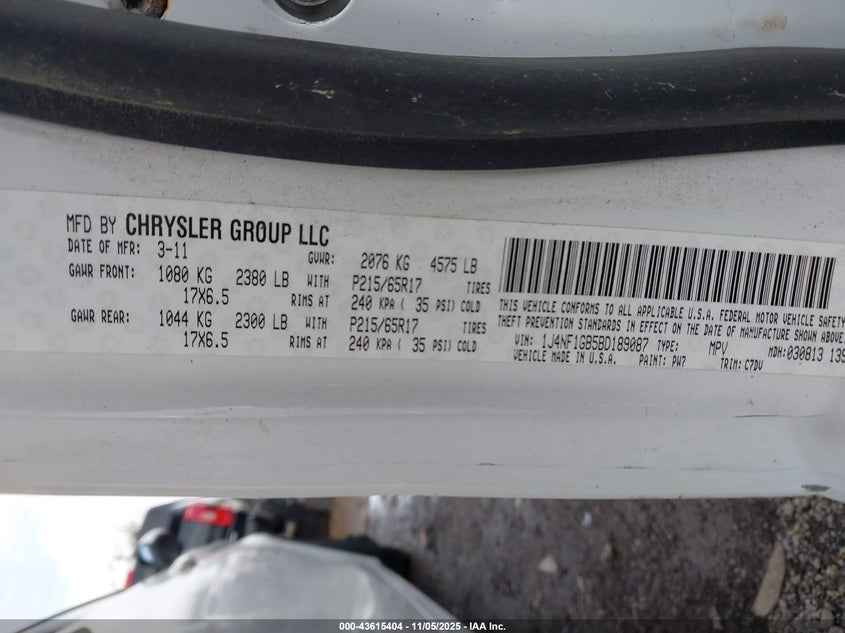 MFD BY CHRYSLER GROUP LLC
DATE OF MFR: 3-11 GVWR: 2076 KG 4575 LB
GAWR FRONT: 1080 KG 2380 LB WITH P215/65R17 TIRES
17X6.5 RIMS AT 240 KPA ( 35 PSI) COLD
GAWR REAR: 1044 KG 2300 LB WITH P215/65R17 TIRES
17X6.5 RIMS AT 240 KPA ( 35 PSI) COLD
THIS VEHICLE CONFORMS TO ALL APPLICABLE U.S.A. FEDERAL MOTOR VEHICLE SAFETY
THEFT PREVENTION STANDARDS IN EFFECT ON THE DATE OF MANUFACTURE SHOWN ABOVE.
VIN: 1J4NF1GB5BD189087 TYPE: MPV MDH:030813 139
VEHICLE MADE IN U.S.A. PAINT: PW7 TRIM: C7DV
000-43615404 - 11/05/2025 - IAA Inc.